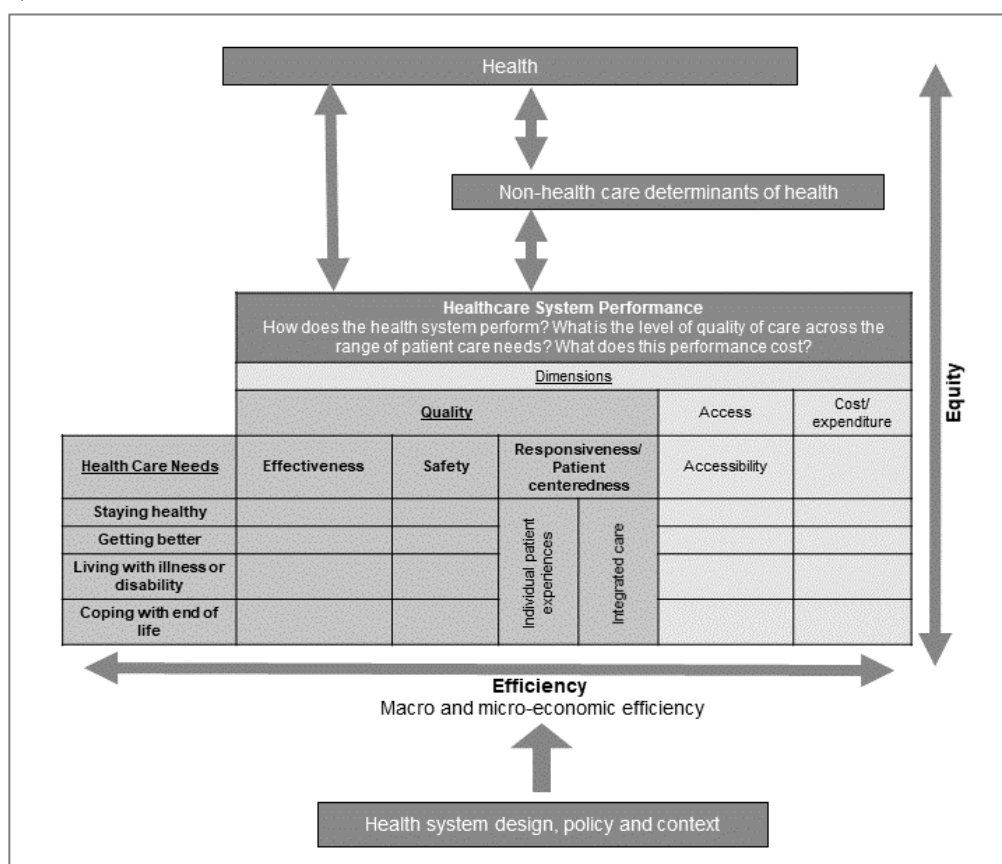 Health
Non-health care determinants of health
Healthcare System Performance
How does the health system perform? What is the level of quality of care across the
range of patient care needs? What does this performance cost?
Dimensions
Quality
Access
Cost/
expenditure
Health Care Needs
Effectiveness
Safety
Responsiveness/
Patient
centeredness
Accessibility
Staying healthy
Getting better
Living with illness or
disability
Coping with end of
life
Individual patient
experiences
Integrated care
Equity
Efficiency
Macro and micro-economic efficiency
Health system design, policy and context